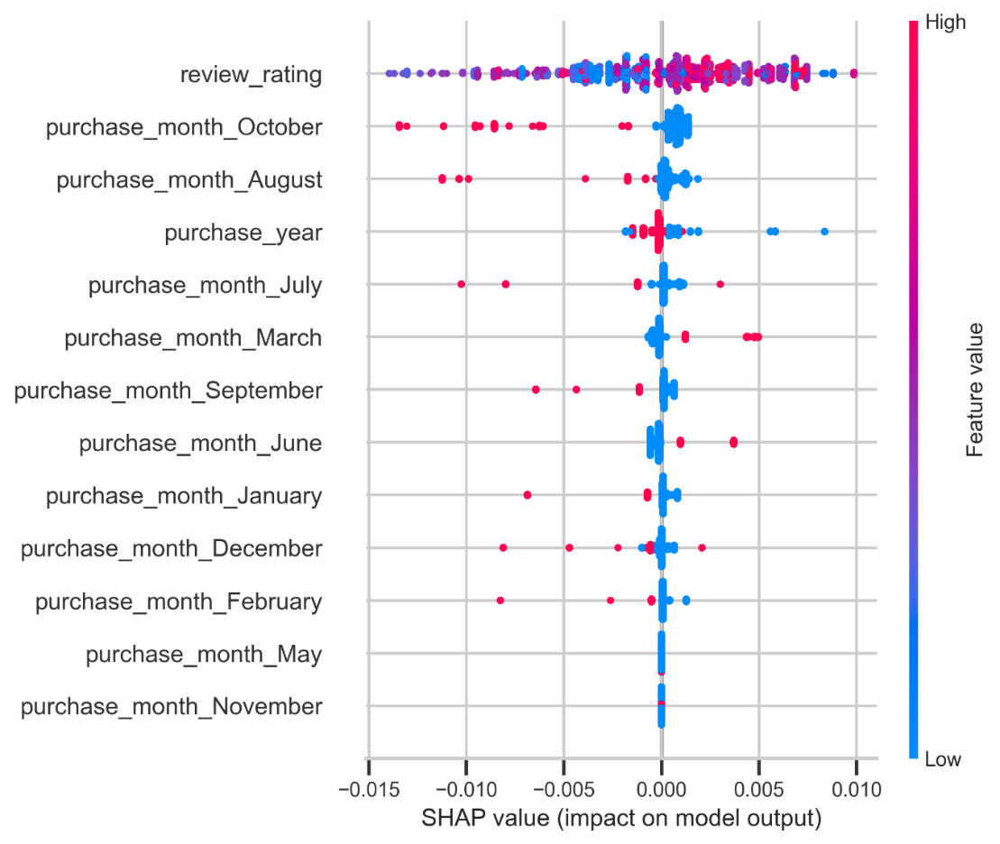 High
review_rating
purchase_month_October
purchase_month_August
purchase_year
purchase_month_July
purchase_month_March
purchase_month_September
purchase_month_June
purchase_month_January
purchase_month_December
purchase_month_February
purchase_month_May
purchase_month_November
Feature value
Low
−0.015 −0.010 −0.005 0.000 0.005 0.010
SHAP value (impact on model output)